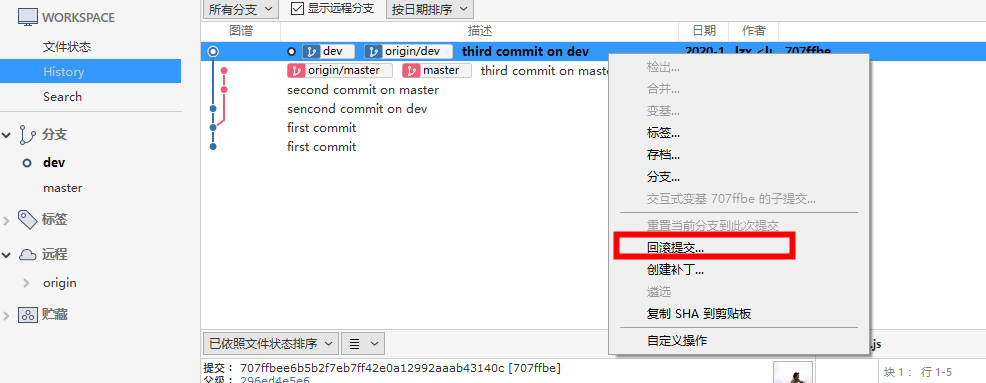 WORKSPACE
文件状态
History
Search
分支
dev
master
标签
远程
origin
贮藏
所有分支 显示远程分支 按日期排序
图谱 描述 日期 作者
dev origin/dev third commit on dev 2020-1 lzx <l 707ffbe
origin/master master third commit on maste
second commit on master
sencond commit on dev
first commit
first commit
检出...
合并...
变基...
标签...
存档...
分支...
交互式变基 707ffbe 的子提交...
重置当前分支到此次提交
回滚提交...
创建补丁...
遴选
复制 SHA 到剪贴板
自定义操作
已依照文件状态排序
.js
提交： 707ffbee6b5b2f7eb7ff42e0a12992aaab43140c [707ffbe]
父级： 296ed4e5e6
块 1： 行 1-5